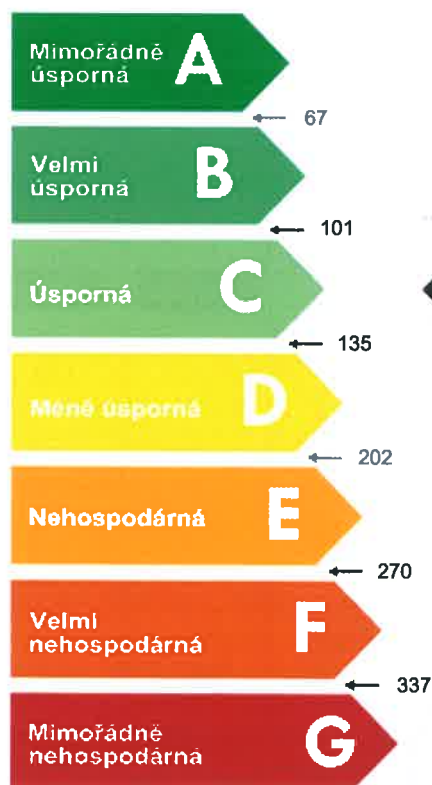 Mimořádně
úsporná
A
67
Velmi
úsporná
B
101
Úsporná
C
135
Méně úsporná
D
202
Nehospodárná
E
270
Velmi
nehospodárná
F
337
Mimořádně
nehospodárná
G